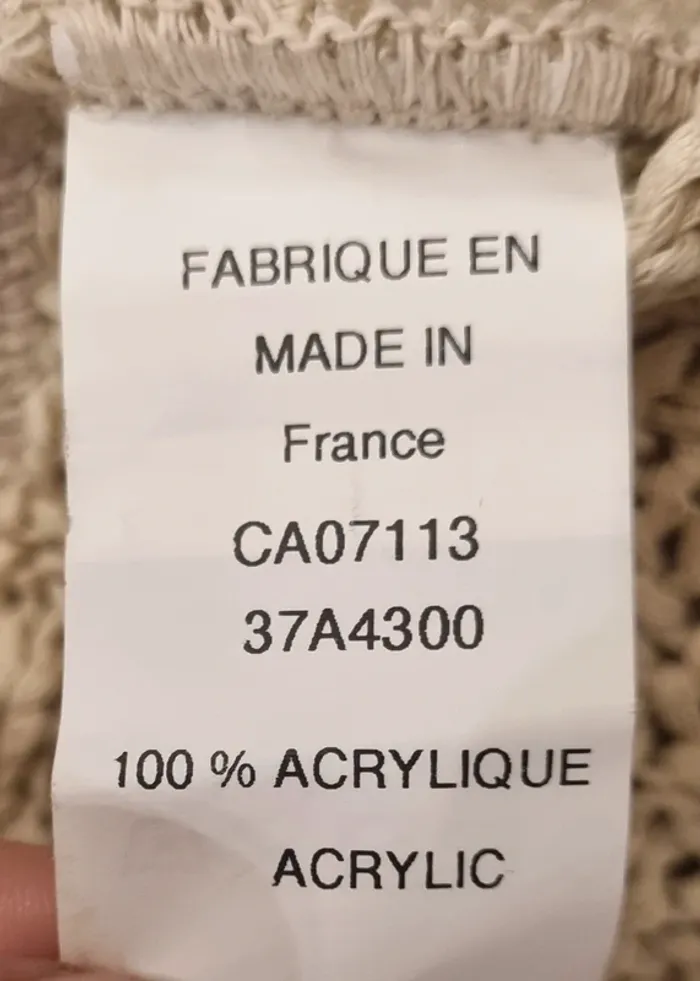 FABRIQUE EN
MADE IN
France
CA07113
37A4300
100 % ACRYLIQUE
ACRYLIC